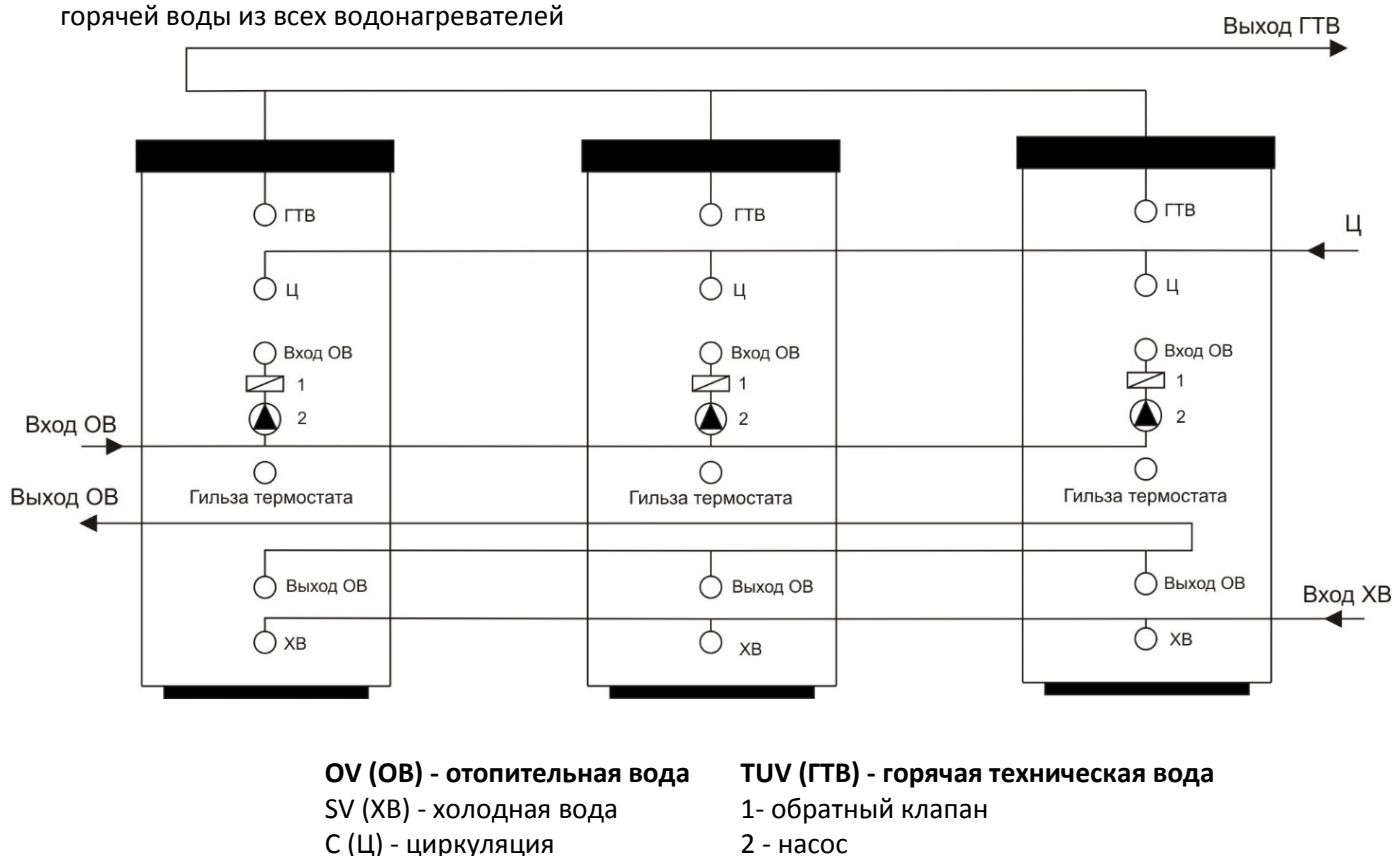 горячей воды из всех водонагревателей
Выход ГТВ
ГТВ ГТВ ГТВ
Ц
Ц Ц Ц
Вход ОВ Вход ОВ Вход ОВ
1 1 1
2 2 2
Вход ОВ
Гильза термостата Гильза термостата Гильза термостата
Выход ОВ
Выход ОВ Выход ОВ Выход ОВ
Вход ХВ
ХВ ХВ ХВ
OV (ОВ) - отопительная вода TUV (ГТВ) - горячая техническая вода
SV (ХВ) - холодная вода 1- обратный клапан
C (Ц) - циркуляция 2 - насос